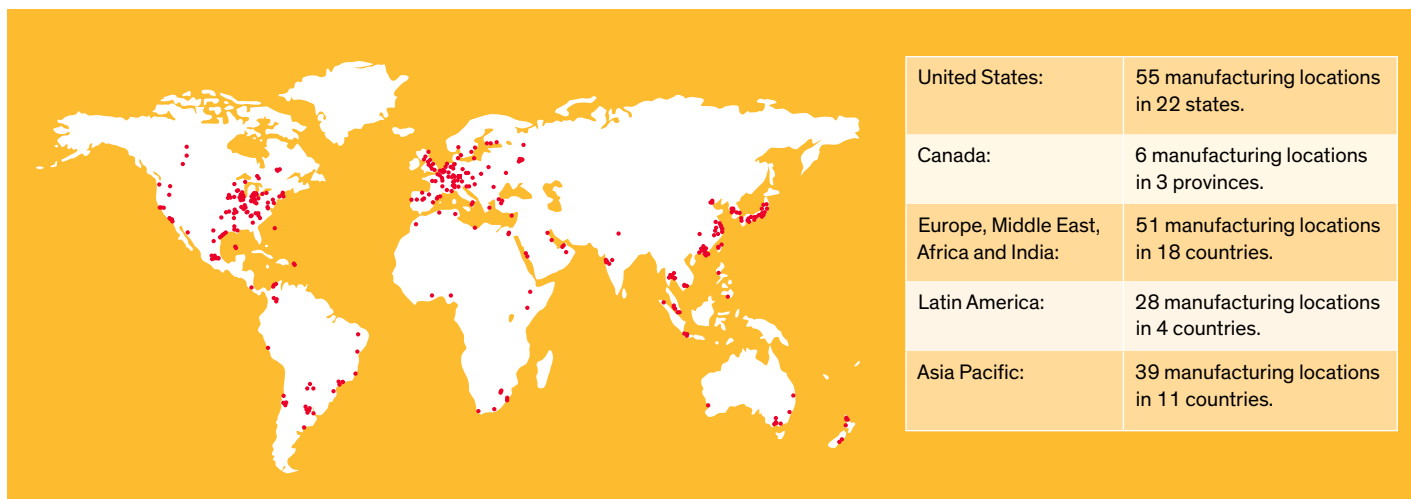 United States:
55 manufacturing locations
in 22 states.
Canada:
6 manufacturing locations
in 3 provinces.
Europe, Middle East,
Africa and India:
51 manufacturing locations
in 18 countries.
Latin America:
28 manufacturing locations
in 4 countries.
Asia Pacific:
39 manufacturing locations
in 11 countries.